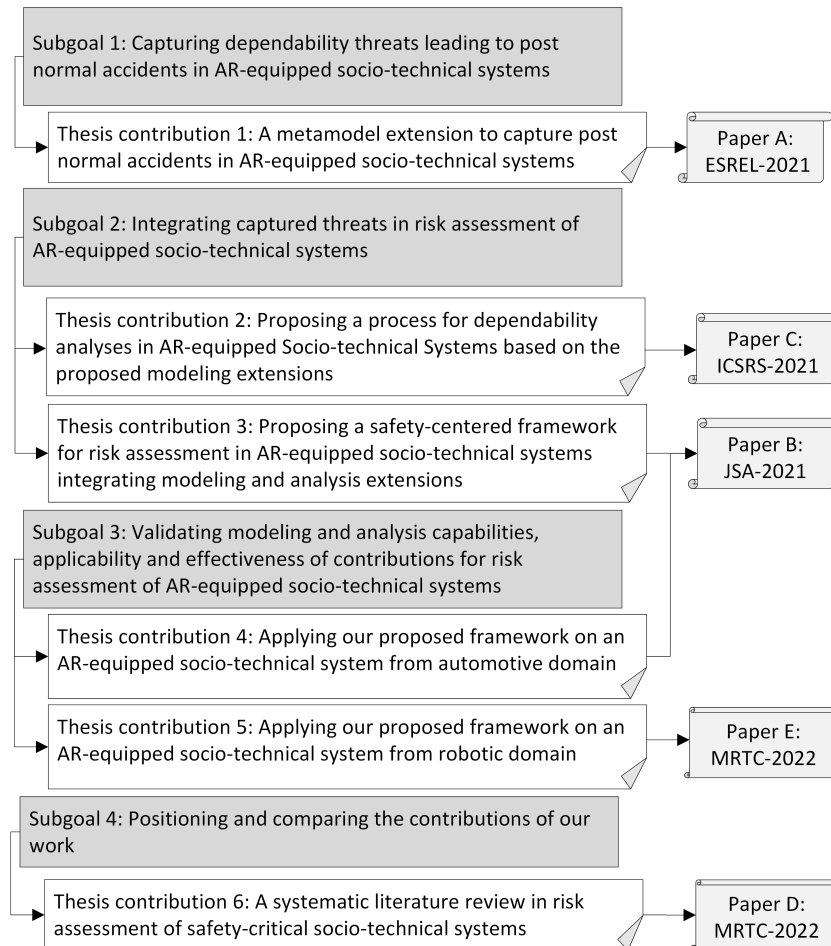 Subgoal 1: Capturing dependability threats leading to post
normal accidents in AR-equipped socio-technical systems
Thesis contribution 1: A metamodel extension to capture post
normal accidents in AR-equipped socio-technical systems
Paper A:
ESREL-2021
Subgoal 2: Integrating captured threats in risk assessment of
AR-equipped socio-technical systems
Thesis contribution 2: Proposing a process for dependability
analyses in AR-equipped Socio-technical Systems based on the
proposed modeling extensions
Paper C:
ICSRS-2021
Thesis contribution 3: Proposing a safety-centered framework
for risk assessment in AR-equipped socio-technical systems
integrating modeling and analysis extensions
Paper B:
JSA-2021
Subgoal 3: Validating modeling and analysis capabilities,
applicability and effectiveness of contributions for risk
assessment of AR-equipped socio-technical systems
Thesis contribution 4: Applying our proposed framework on an
AR-equipped socio-technical system from automotive domain
Thesis contribution 5: Applying our proposed framework on an
AR-equipped socio-technical system from robotic domain
Paper E:
MRTC-2022
Subgoal 4: Positioning and comparing the contributions of our
work
Thesis contribution 6: A systematic literature review in risk
assessment of safety-critical socio-technical systems
Paper D:
MRTC-2022